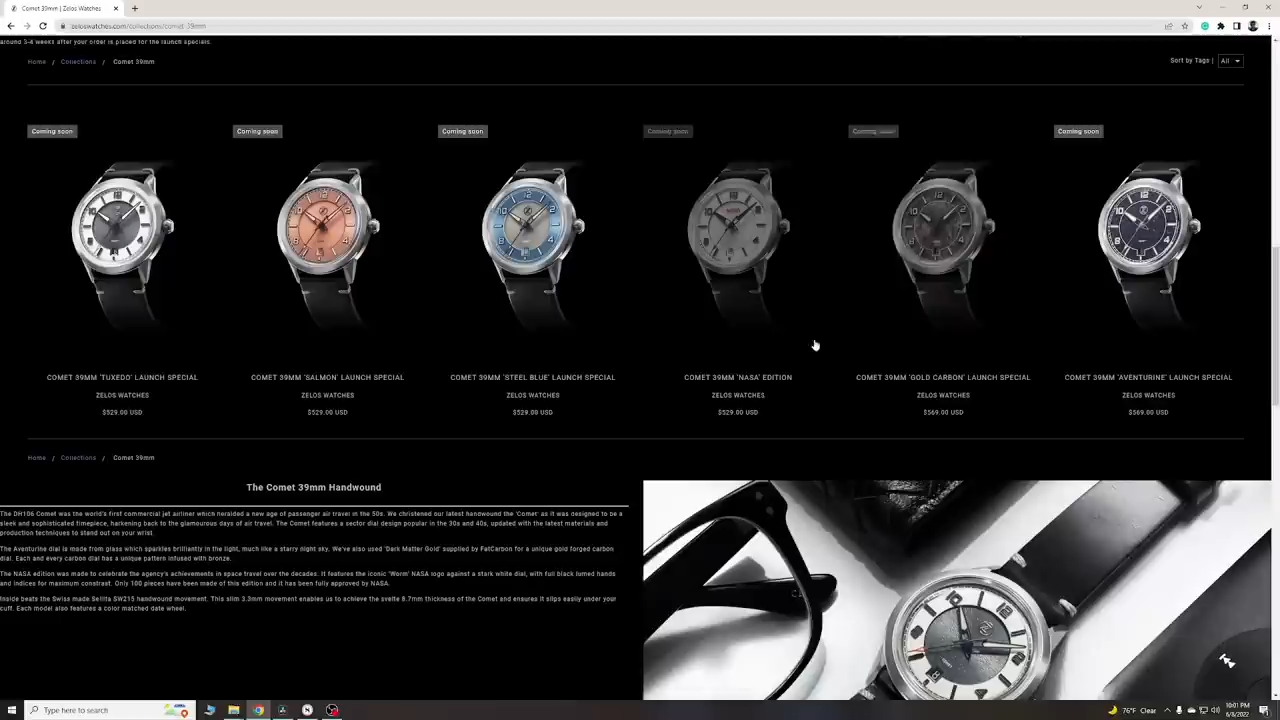 Comet 39mm | Zelos Watches
zeloswatches.com/collections/comet-39mm
around 3-4 weeks after your order is placed for the launch specials.
Home / Collections / Comet 39mm
Sort by Tags | All
Coming soon
Coming soon
Coming soon
Coming soon
Coming soon
Coming soon
COMET 39MM 'TUXEDO' LAUNCH SPECIAL
ZELOS WATCHES
$529.00 USD
COMET 39MM 'SALMON' LAUNCH SPECIAL
ZELOS WATCHES
$529.00 USD
COMET 39MM 'STEEL BLUE' LAUNCH SPECIAL
ZELOS WATCHES
$529.00 USD
COMET 39MM 'NASA' EDITION
ZELOS WATCHES
$529.00 USD
COMET 39MM 'GOLD CARBON' LAUNCH SPECIAL
ZELOS WATCHES
$569.00 USD
COMET 39MM 'AVENTURINE' LAUNCH SPECIAL
ZELOS WATCHES
$569.00 USD
Home / Collections / Comet 39mm
The Comet 39mm Handwound
The DH106 Comet was the world's first commercial jet airliner which heralded a new age of passenger air travel in the 50s. We christened our latest handwound the 'Comet' as it was designed to be a
sleek and sophisticated timepiece, harkening back to the glamourous days of air travel. The Comet features a sector dial design popular in the 30s and 40s, updated with the latest materials and
production techniques to stand out on your wrist.
The Aventurine dial is made from glass which sparkles brilliantly in the light, much like a starry night sky. We've also used 'Dark Matter Gold' supplied by FatCarbon for a unique gold forged carbon
dial. Each and every carbon dial has a unique pattern infused with bronze.
The NASA edition was made to celebrate the agency's achievements in space travel over the decades. It features the iconic 'Worm' NASA logo against a stark white dial, with full black lumed hands
and indices for maximum constrast. Only 100 pieces have been made of this edition and it has been fully approved by NASA.
Inside beats the Swiss made Sellita SW215 handwound movement. This slim 3.3mm movement enables us to achieve the svelte 8.7mm thickness of the Comet and ensures it slips easily under your
cuff. Each model also features a color matched date wheel.
Type here to search
76°F Clear
10:01 PM
6/8/2022